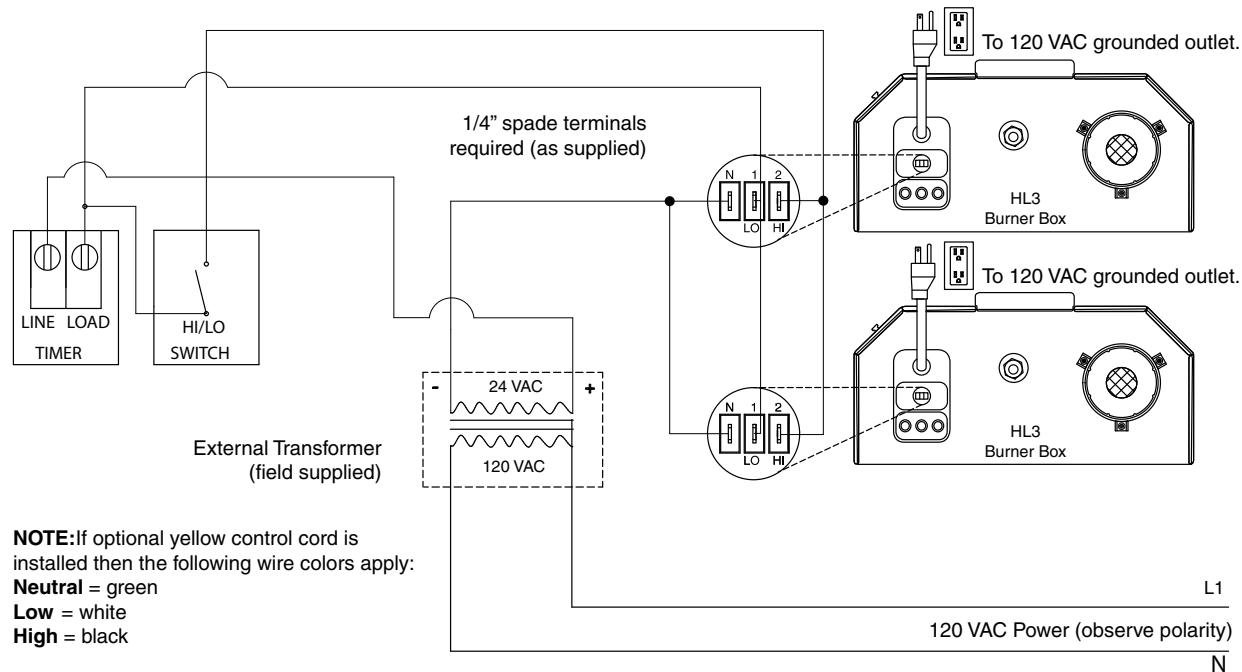 To 120 VAC grounded outlet.
1/4” spade terminals
required (as supplied)
N 1 2
LO HI
HL3
Burner Box
To 120 VAC grounded outlet.
LINE LOAD
TIMER
HI/LO
SWITCH
- 24 VAC +
120 VAC
External Transformer
(field supplied)
N 1 2
LO HI
HL3
Burner Box
NOTE:If optional yellow control cord is
installed then the following wire colors apply:
Neutral = green
Low = white
High = black
L1
120 VAC Power (observe polarity)
N